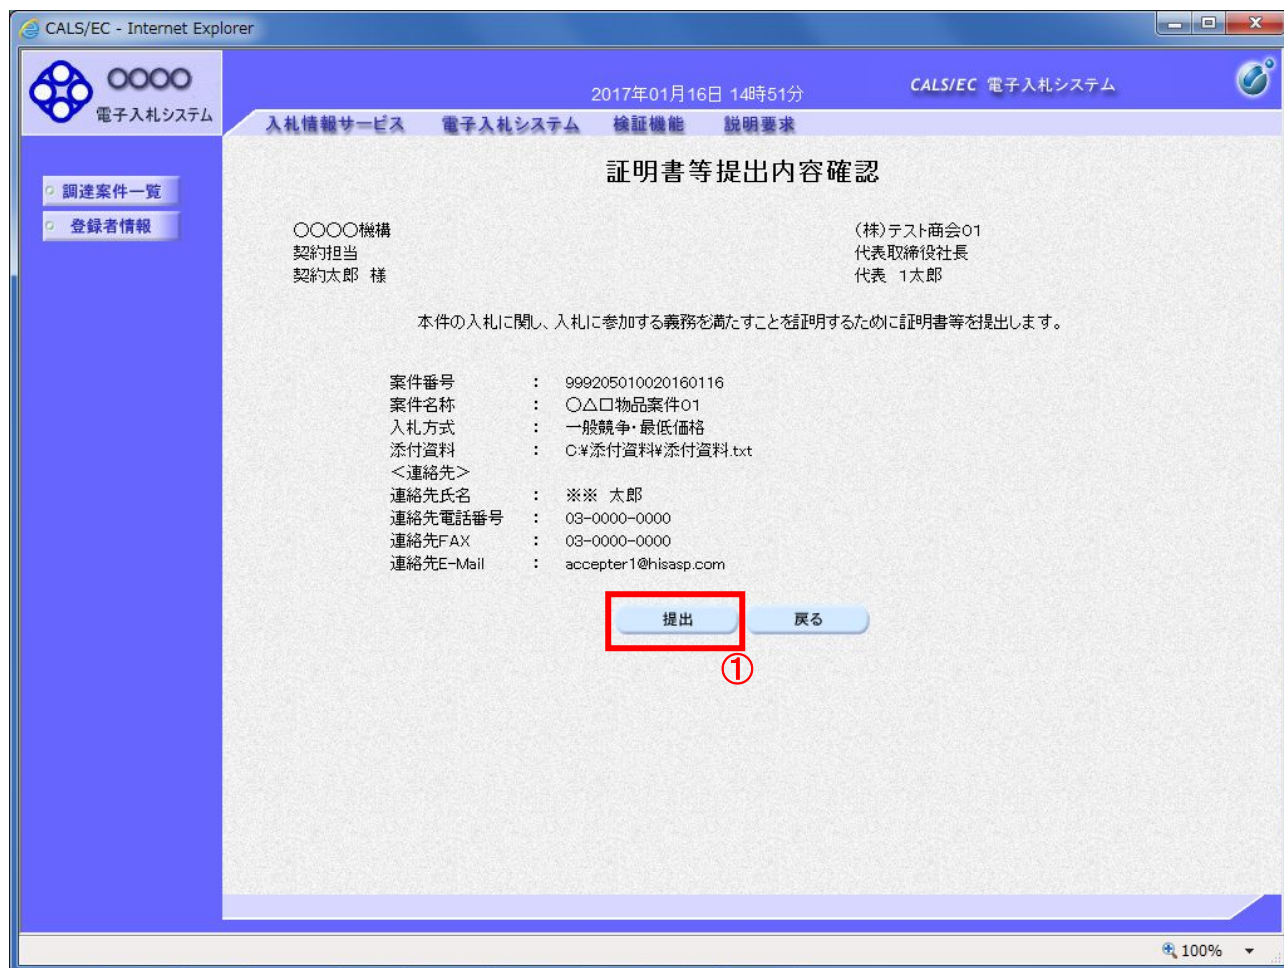 CALS/EC - Internet Explorer
〇〇〇〇
電子入札システム
2017年01月16日 14時51分
CALS/EC 電子入札システム
入札情報サービス 電子入札システム 検証機能 説明要求
調達案件一覧
登録者情報
証明書等提出内容確認
〇〇〇〇機構
契約担当
契約太郎 様
(株)テスト商会01
代表取締役社長
代表 1太郎
本件の入札に関し、入札に参加する義務を満たすことを証明するために証明書等を提出します。
案件番号 : 999205010020160116
案件名称 : 〇△口物品案件01
入札方式 : 一般競争・最低価格
添付資料 : C:¥添付資料¥添付資料.txt
<連絡先>
連絡先氏名 : ※※ 太郎
連絡先電話番号 : 03-0000-0000
連絡先FAX : 03-0000-0000
連絡先E-Mail : accepter1@hisasp.com
提出 戻る
①
100%